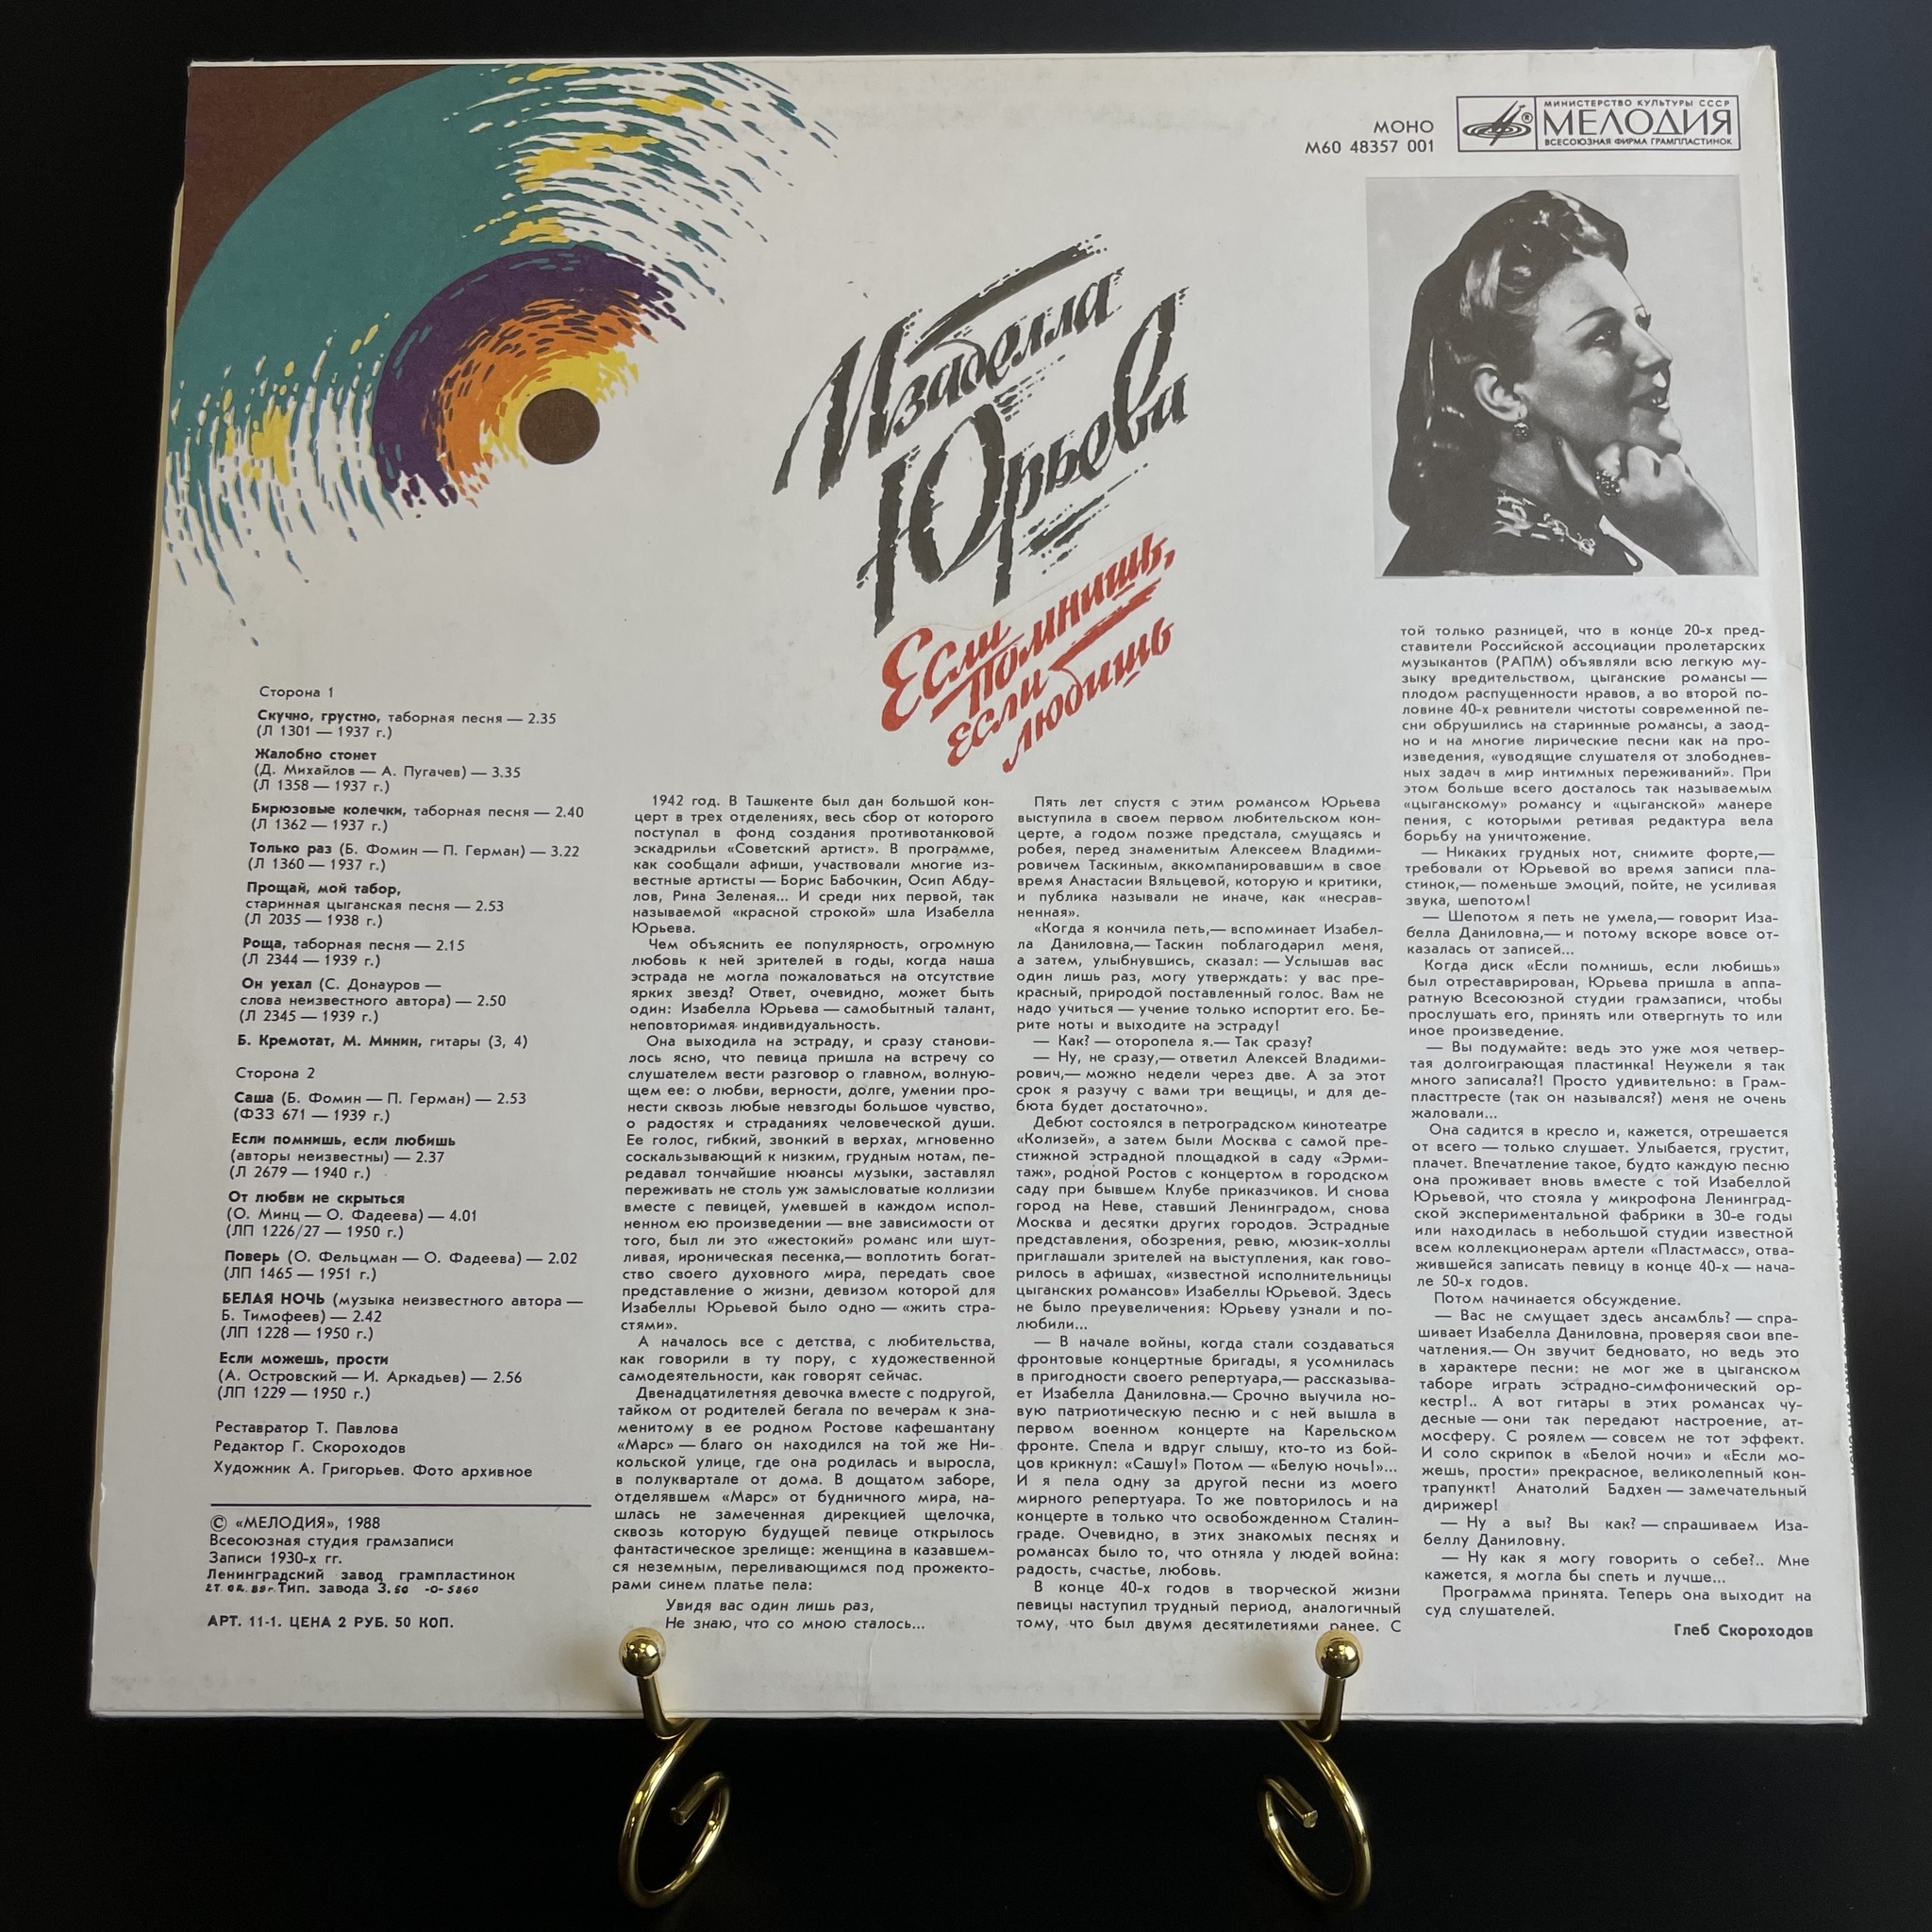 МОНО
М60 48357 001
МИНИСТЕРСТВО КУЛЬТУРЫ СССР
МЕЛОДИЯ
ВСЕСОЮЗНАЯ ФИРМА ГРАМПЛАСТИНОК
Изабелла
Юрьева
Если
помнишь,
если
любишь
Сторона 1
Скучно, грустно, таборная песня — 2.35
(Л 1301 — 1937 г.)
Жалобно стонет
(Д. Михайлов — А. Пугачев) — 3.35
(Л 1358 — 1937 г.)
Бирюзовые колечки, таборная песня — 2.40
(Л 1362 — 1937 г.)
Только раз (Б. Фомин — П. Герман) — 3.22
(Л 1360 — 1937 г.)
Прощай, мой табор,
старинная цыганская песня — 2.53
(Л 2035 — 1938 г.)
Роща, таборная песня — 2.15
(Л 2344 — 1939 г.)
Он уехал (С. Донауров —
слова неизвестного автора) — 2.50
(Л 2345 — 1939 г.)
Б. Кремотат, М. Минин, гитары (3, 4)
Сторона 2
Саша (Б. Фомин — П. Герман) — 2.53
(ФЗЗ 671 — 1939 г.)
Если помнишь, если любишь
(авторы неизвестны) — 2.37
(Л 2679 — 1940 г.)
От любви не скрыться
(О. Минц — О. Фадеева) — 4.01
(ЛП 1226/27 — 1950 г.)
Поверь (О. Фельцман — О. Фадеева) — 2.02
(ЛП 1465 — 1951 г.)
БЕЛАЯ НОЧЬ (музыка неизвестного автора —
Б. Тимофеев) — 2.42
(ЛП 1228 — 1950 г.)
Если можешь, прости
(А. Островский — И. Аркадьев) — 2.56
(ЛП 1229 — 1950 г.)
Реставратор Т. Павлова
Редактор Г. Скороходов
Художник А. Григорьев. Фото архивное
© «МЕЛОДИЯ», 1988
Всесоюзная студия грамзаписи
Записи 1930-х гг.
Ленинградский завод грампластинок
Тип. завода З.
АРТ. 11-1. ЦЕНА 2 РУБ. 50 КОП.
1942 год. В Ташкенте был дан большой кон-
церт в трех отделениях, весь сбор от которого
поступал в фонд создания противотанковой
эскадрильи «Советский артист». В программе,
как сообщали афиши, участвовали многие из-
вестные артисты — Борис Бабочкин, Осип Абду-
лов, Рина Зеленая... И среди них первой, так
называемой «красной строкой» шла Изабелла
Юрьева.
Чем объяснить ее популярность, огромную
любовь к ней зрителей в годы, когда наша
эстрада не могла пожаловаться на отсутствие
ярких звезд? Ответ, очевидно, может быть
один: Изабелла Юрьева — самобытный талант,
неповторимая индивидуальность.
Она выходила на эстраду, и сразу станови-
лось ясно, что певица пришла на встречу со
слушателем вести разговор о главном, волную-
щем ее: о любви, верности, долге, умении про-
нести сквозь любые невзгоды большое чувство,
о радостях и страданиях человеческой души.
Ее голос, гибкий, звонкий в верхах, мгновенно
соскальзывающий к низким, грудным нотам, пе-
редавал тончайшие нюансы музыки, заставлял
переживать не столь уж замысловатые коллизии
вместе с певицей, умевшей в каждом испол-
ненном ею произведении — вне зависимости от
того, был ли это «жестокий» романс или шут-
ливая, ироническая песенка,— воплотить богат-
ство своего духовного мира, передать свое
представление о жизни, девизом которой для
Изабеллы Юрьевой было одно — «жить стра-
стями».
А началось все с детства, с любительства,
как говорили в ту пору, с художественной
самодеятельности, как говорят сейчас.
Двенадцатилетняя девочка вместе с подругой,
тайком от родителей бегала по вечерам к зна-
менитому в ее родном Ростове кафешантану
«Марс» — благо он находился на той же Ни-
кольской улице, где она родилась и выросла,
в полуквартале от дома. В дощатом заборе,
отделявшем «Марс» от будничного мира, на-
шлась не замеченная дирекцией щелочка,
сквозь которую будущей певице открылось
фантастическое зрелище: женщина в казавшем-
ся неземным, переливающимся под прожекто-
рами синем платье пела:
Увидя вас один лишь раз,
Не знаю, что со мною сталось...
Пять лет спустя с этим романсом Юрьева
выступила в своем первом любительском кон-
церте, а годом позже предстала, смущаясь и
робея, перед знаменитым Алексеем Владими-
ровичем Таскиным, аккомпанировавшим в свое
время Анастасии Вяльцевой, которую и критики,
и публика называли не иначе, как «несрав-
ненная».
«Когда я кончила петь,— вспоминает Изабел-
ла Даниловна,— Таскин поблагодарил меня,
а затем, улыбнувшись, сказал: — Услышав вас
один лишь раз, могу утверждать: у вас пре-
красный, природой поставленный голос. Вам не
надо учиться — учение только испортит его. Бе-
рите ноты и выходите на эстраду!
— Как? — оторопела я.— Так сразу?
— Ну, не сразу,— ответил Алексей Владими-
рович,— можно недели через две. А за этот
срок я разучу с вами три вещицы, и для де-
бюта будет достаточно».
Дебют состоялся в петроградском кинотеатре
«Колизей», а затем были Москва с самой пре-
стижной эстрадной площадкой в саду «Эрми-
таж», родной Ростов с концертом в городском
саду при бывшем Клубе приказчиков. И снова
город на Неве, ставший Ленинградом, снова
Москва и десятки других городов. Эстрадные
представления, обозрения, ревю, мюзик-холлы
приглашали зрителей на выступления, как гово-
рилось в афишах, «известной исполнительницы
цыганских романсов» Изабеллы Юрьевой. Здесь
не было преувеличения: Юрьеву узнали и по-
любили...
— В начале войны, когда стали создаваться
фронтовые концертные бригады, я усомнилась
в пригодности своего репертуара,— рассказыва-
ет Изабелла Даниловна.— Срочно выучила но-
вую патриотическую песню и с ней вышла в
первом военном концерте на Карельском
фронте. Спела и вдруг слышу, кто-то из бой-
цов крикнул: «Сашу!» Потом — «Белую ночь!»...
И я пела одну за другой песни из моего
мирного репертуара. То же повторилось и на
концерте в только что освобожденном Сталин-
граде. Очевидно, в этих знакомых песнях и
романсах было то, что отняла у людей война:
радость, счастье, любовь.
В конце 40-х годов в творческой жизни
певицы наступил трудный период, аналогичный
тому, что был двумя десятилетиями ранее. С
той только разницей, что в конце 20-х пред-
ставители Российской ассоциации пролетарских
музыкантов (РАПМ) объявляли всю легкую му-
зыку вредительством, цыганские романсы —
плодом распущенности нравов, а во второй по-
ловине 40-х ревнители чистоты современной пе-
сни обрушились на старинные романсы, а заод-
но и на многие лирические песни как на про-
изведения, «уводящие слушателя от злободнев-
ных задач в мир интимных переживаний». При
этом больше всего досталось так называемым
«цыганскому» романсу и «цыганской» манере
пения, с которыми ретивая редактура вела
борьбу на уничтожение.
— Никаких грудных нот, снимите форте,—
требовали от Юрьевой во время записи пла-
стинок,— поменьше эмоций, пойте, не усиливая
звука, шепотом!
— Шепотом я петь не умела,— говорит Иза-
белла Даниловна,— и потому вскоре вовсе от-
казалась от записей...
Когда диск «Если помнишь, если любишь»
был отреставрирован, Юрьева пришла в аппа-
ратную Всесоюзной студии грамзаписи, чтобы
прослушать его, принять или отвергнуть то или
иное произведение.
— Вы подумайте: ведь это уже моя четвер-
тая долгоиграющая пластинка! Неужели я так
много записала?! Просто удивительно: в Грам-
пласттресте (так он назывался?) меня не очень
жаловали...
Она садится в кресло и, кажется, отрешается
от всего — только слушает. Улыбается, грустит,
плачет. Впечатление такое, будто каждую песню
она проживает вновь вместе с той Изабеллой
Юрьевой, что стояла у микрофона Ленинград-
ской экспериментальной фабрики в 30-е годы
или находилась в небольшой студии известной
всем коллекционерам артели «Пластмасс», отва-
жившейся записать певицу в конце 40-х — нача-
ле 50-х годов.
Потом начинается обсуждение.
— Вас не смущает здесь ансамбль? — спра-
шивает Изабелла Даниловна, проверяя свои впе-
чатления.— Он звучит бедновато, но ведь это
в характере песни: не мог же в цыганском
таборе играть эстрадно-симфонический ор-
кестр!.. А вот гитары в этих романсах чу-
десные — они так передают настроение, ат-
мосферу. С роялем — совсем не тот эффект.
И соло скрипок в «Белой ночи» и «Если мо-
жешь, прости» прекрасное, великолепный кон-
трапункт! Анатолий Бадхен — замечательный
дирижер!
— Ну а вы? Вы как? — спрашиваем Иза-
беллу Даниловну.
— Ну как я могу говорить о себе?.. Мне
кажется, я могла бы спеть и лучше...
Программа принята. Теперь она выходит на
суд слушателей.
Глеб Скороходов